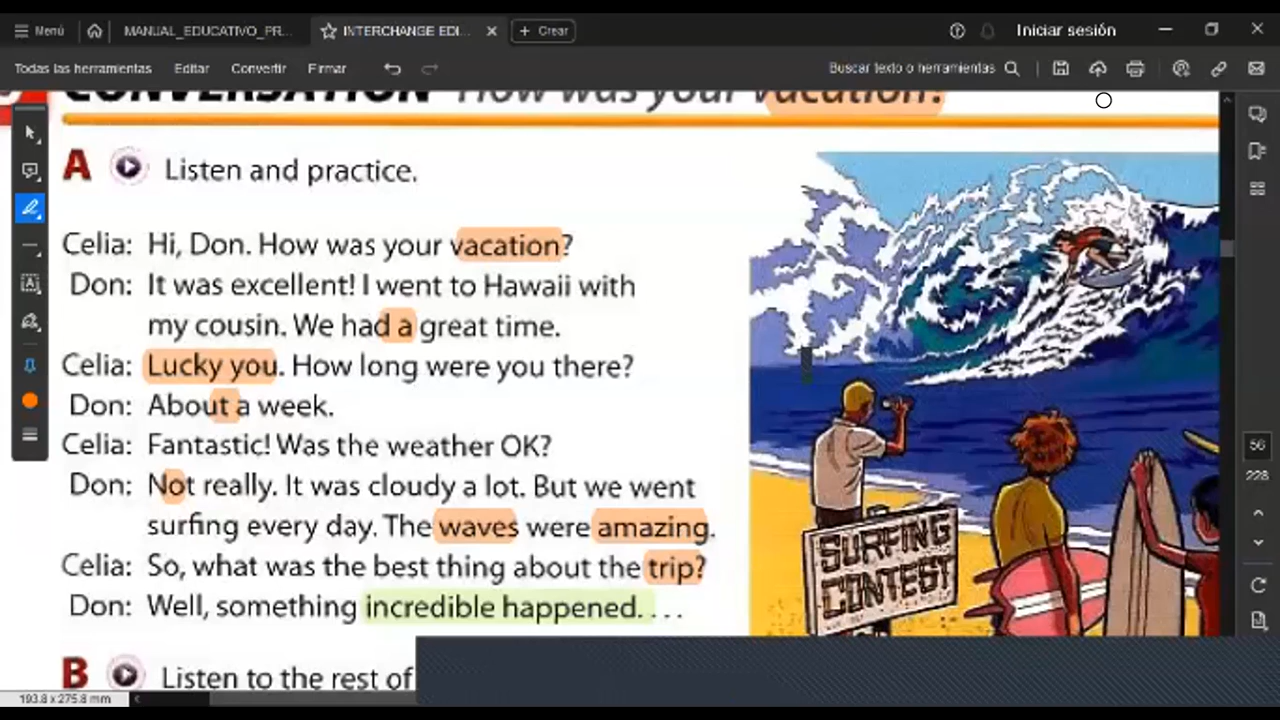 Menú MANUAL_EDUCATIVO_PR... INTERCHANGE EDI... Crear Iniciar sesión
Todas las herramientas Editar Convertir Firmar Buscar texto o herramientas
CONVERSATION How was your vacation?
A Listen and practice.
Celia: Hi, Don. How was your vacation?
Don: It was excellent! I went to Hawaii with
my cousin. We had a great time.
Celia: Lucky you. How long were you there?
Don: About a week.
Celia: Fantastic! Was the weather OK?
Don: Not really. It was cloudy a lot. But we went
surfing every day. The waves were amazing.
Celia: So, what was the best thing about the trip?
Don: Well, something incredible happened. . . .
SURFING
CONTEST
56
228
B Listen to the rest of
193.8 x 275.8 mm